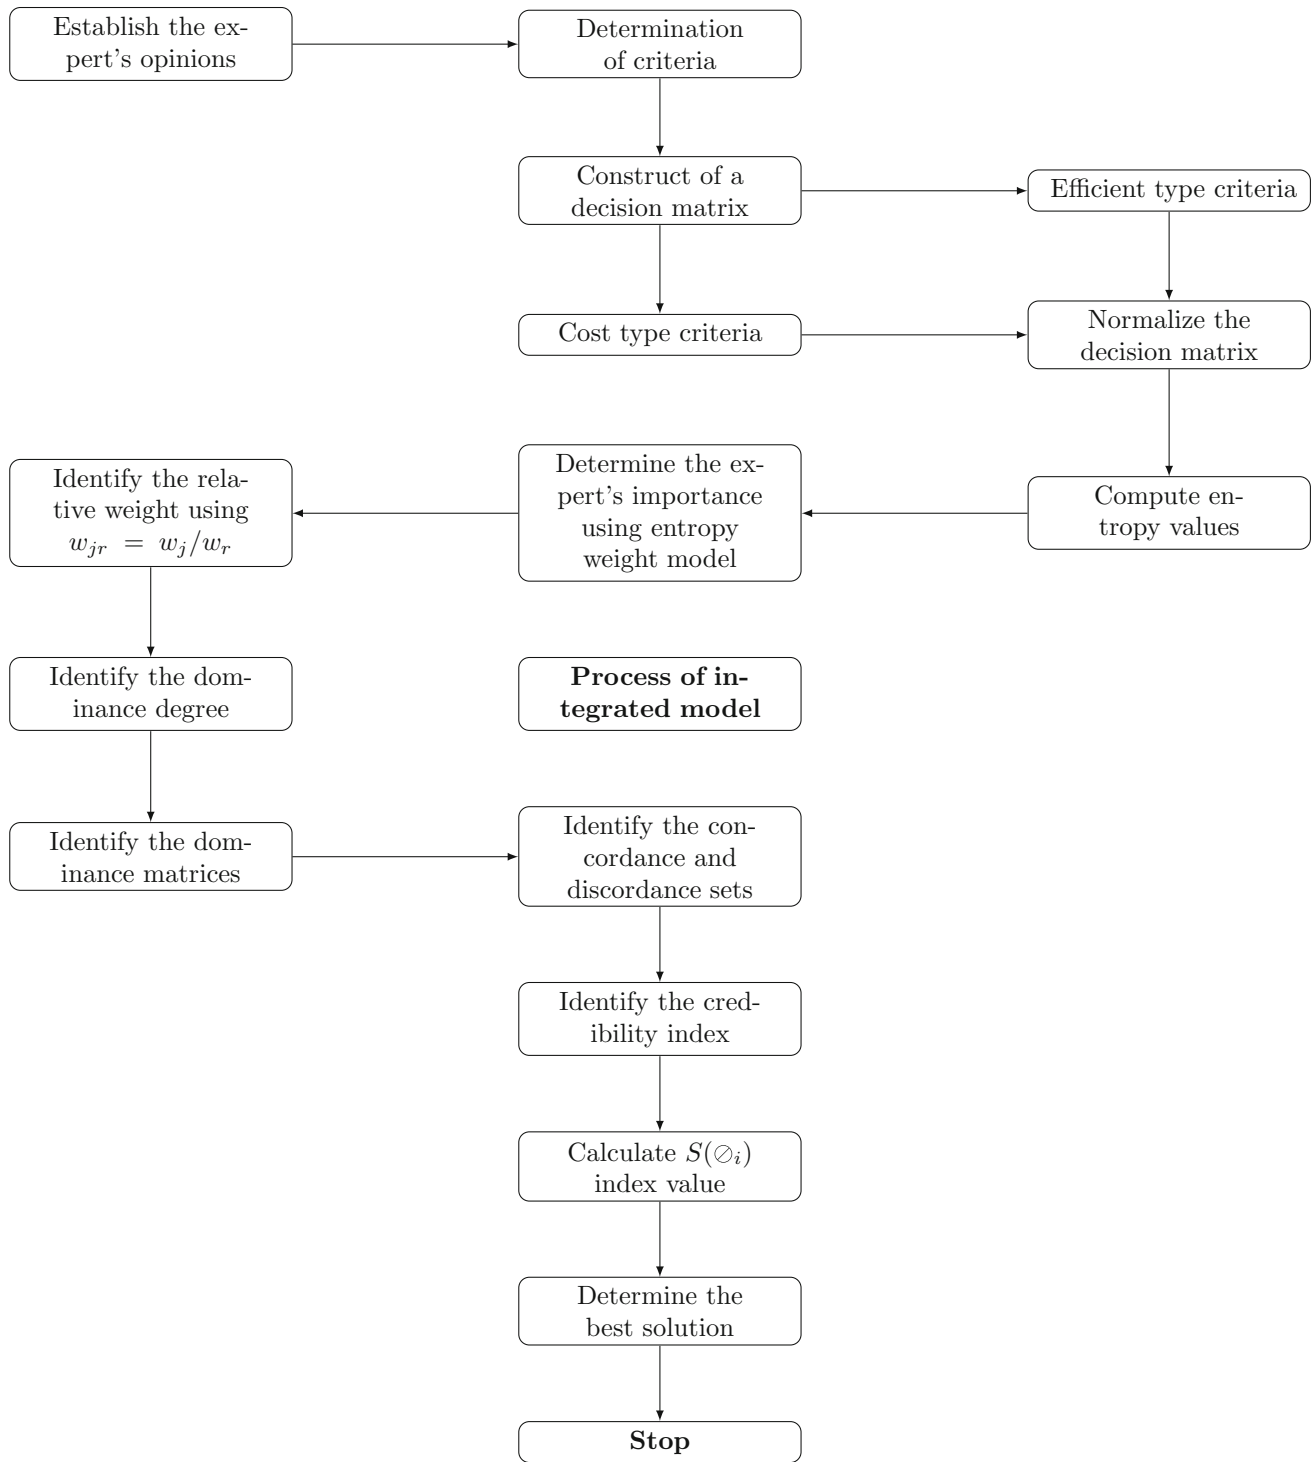 Establish the ex-
pert's opinions
Determination
of criteria
Construct of a
decision matrix
Efficient type criteria
Cost type criteria
Normalize the
decision matrix
Identify the rela-
tive weight using
w_{jr} = w_j/w_r
Determine the ex-
pert's importance
using entropy
weight model
Compute en-
tropy values
Identify the dom-
inance degree
Process of in-
tegrated model
Identify the dom-
inance matrices
Identify the con-
cordance and
discordance sets
Identify the cred-
ibility index
Calculate S(⊘_i)
index value
Determine the
best solution
Stop